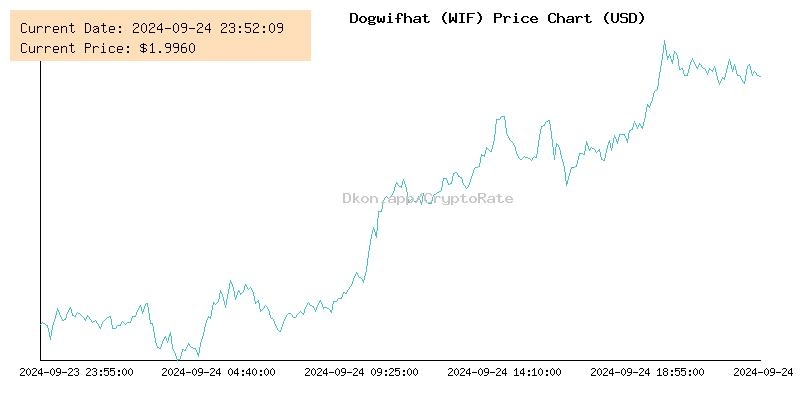 Dogwifhat (WIF) Price Chart (USD)
Current Date: 2024-09-24 23:52:09
Current Price: $1.9960
Dkon.app/CryptoRate
2024-09-23 23:55:00
2024-09-24 04:40:00
2024-09-24 09:25:00
2024-09-24 14:10:00
2024-09-24 18:55:00
2024-09-24